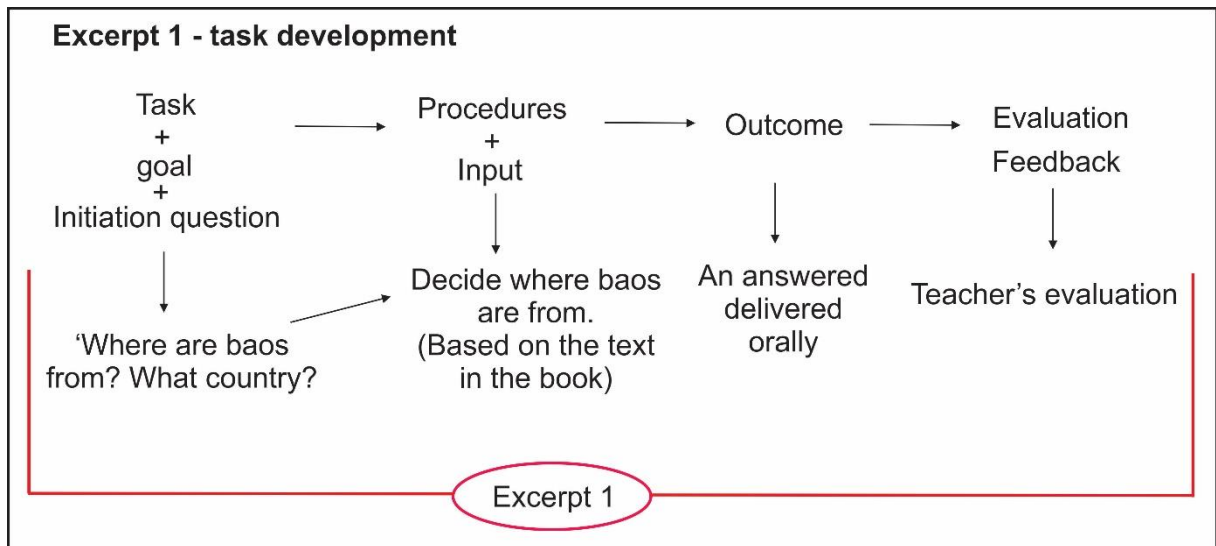 Excerpt 1 - task development
Task
+
goal
+
Initiation question
Procedures
+
Input
Outcome
Evaluation
Feedback
‘Where are baos
from? What country?
Decide where baos
are from.
(Based on the text
in the book)
An answered
delivered
orally
Teacher’s evaluation
Excerpt 1